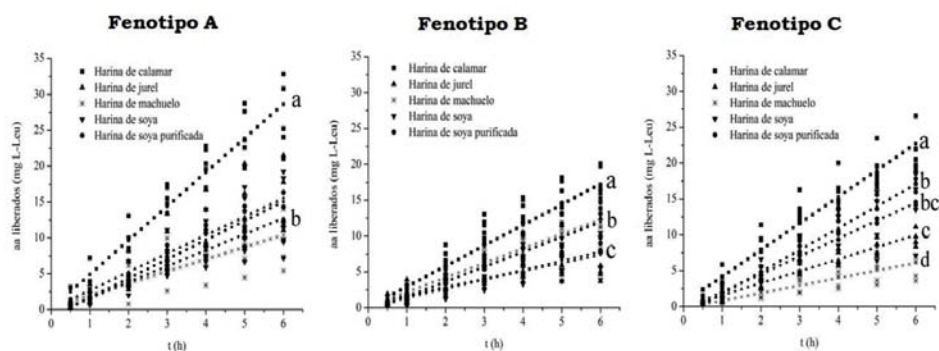 Fenotipo A
35
30
25
20
15
10
5
0
aa liberados (mg L-Leu)
Harina de calamar
Harina de jurel
Harina de machuelo
Harina de soya
Harina de soya purificada
a
b
0 1 2 3 4 5 6
t (h)
Fenotipo B
35
30
25
20
15
10
5
0
aa liberados (mg L-Leu)
Harina de calamar
Harina de jurel
Harina de machuelo
Harina de soya
Harina de soya purificada
a
b
c
0 1 2 3 4 5 6
t (h)
Fenotipo C
35
30
25
20
15
10
5
0
aa liberados (mg L-Leu)
Harina de calamar
Harina de jurel
Harina de machuelo
Harina de soya
Harina de soya purificada
a
b
bc
c
d
0 1 2 3 4 5 6
t (h)